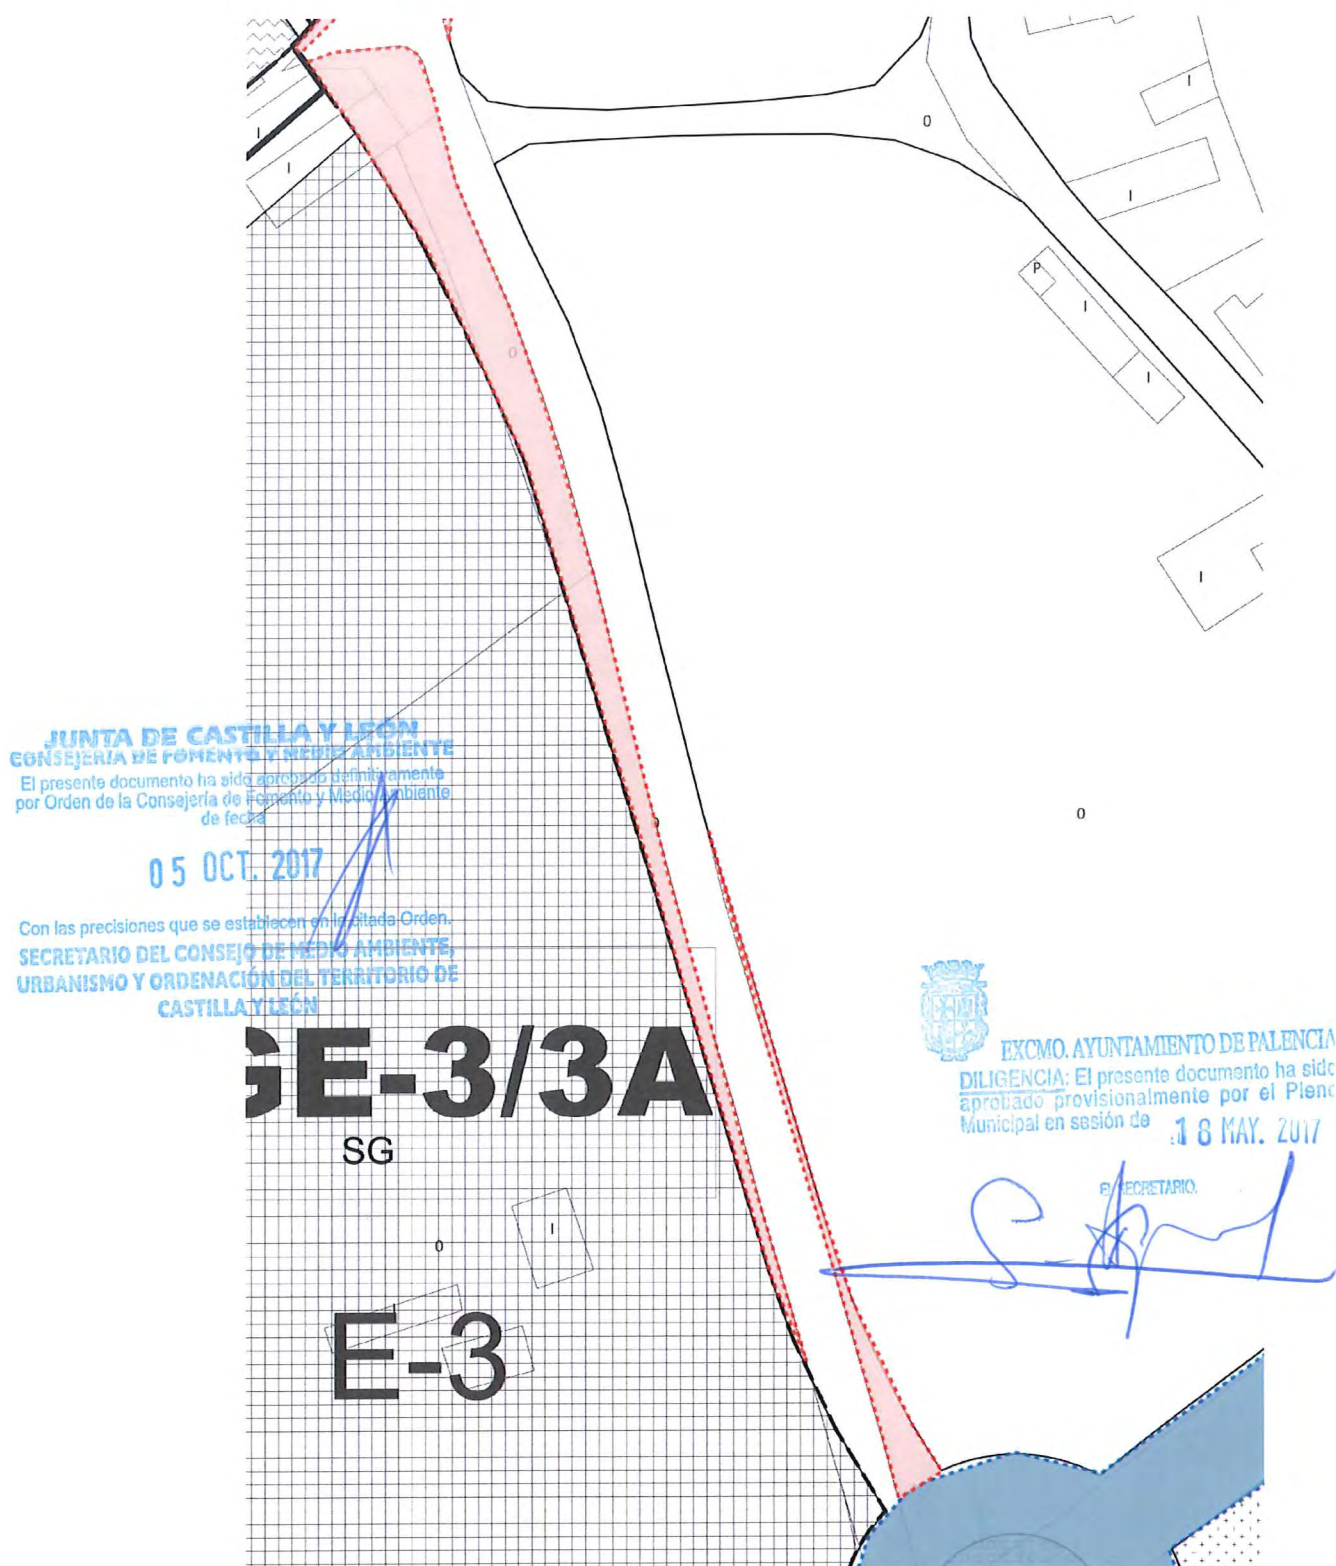 I
I
0
I
I
P
I
I
0
I
0
JUNTA DE CASTILLA Y LEÓN
CONSEJERÍA DE FOMENTO Y MEDIO AMBIENTE
El presente documento ha sido aprobado definitivamente
por Orden de la Consejería de Fomento y Medio Ambiente
de fecha
05 OCT. 2017
Con las precisiones que se establecen en la citada Orden.
SECRETARIO DEL CONSEJO DE MEDIO AMBIENTE,
URBANISMO Y ORDENACIÓN DEL TERRITORIO DE
CASTILLA Y LEÓN
GE-3/3A
SG
EXCMO. AYUNTAMIENTO DE PALENCIA
DILIGENCIA: El presente documento ha sido
aprobado provisionalmente por el Pleno
Municipal en sesión de 18 MAY. 2017
El SECRETARIO.
I
0
I
E-3